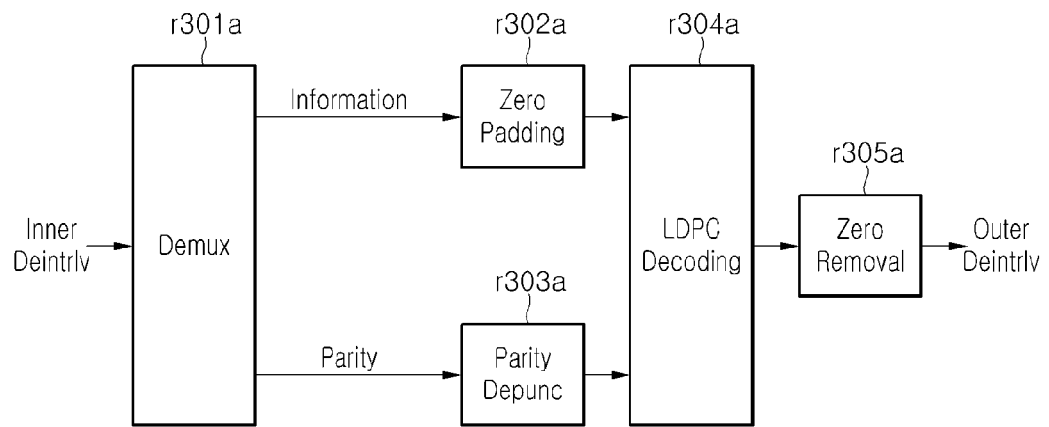 r301a
r302a
r304a
Information
Zero
Padding
r305a
Inner
Deintrlv
Demux
LDPC
Decoding
Zero
Removal
Outer
Deintrlv
r303a
Parity
Parity
Depunc